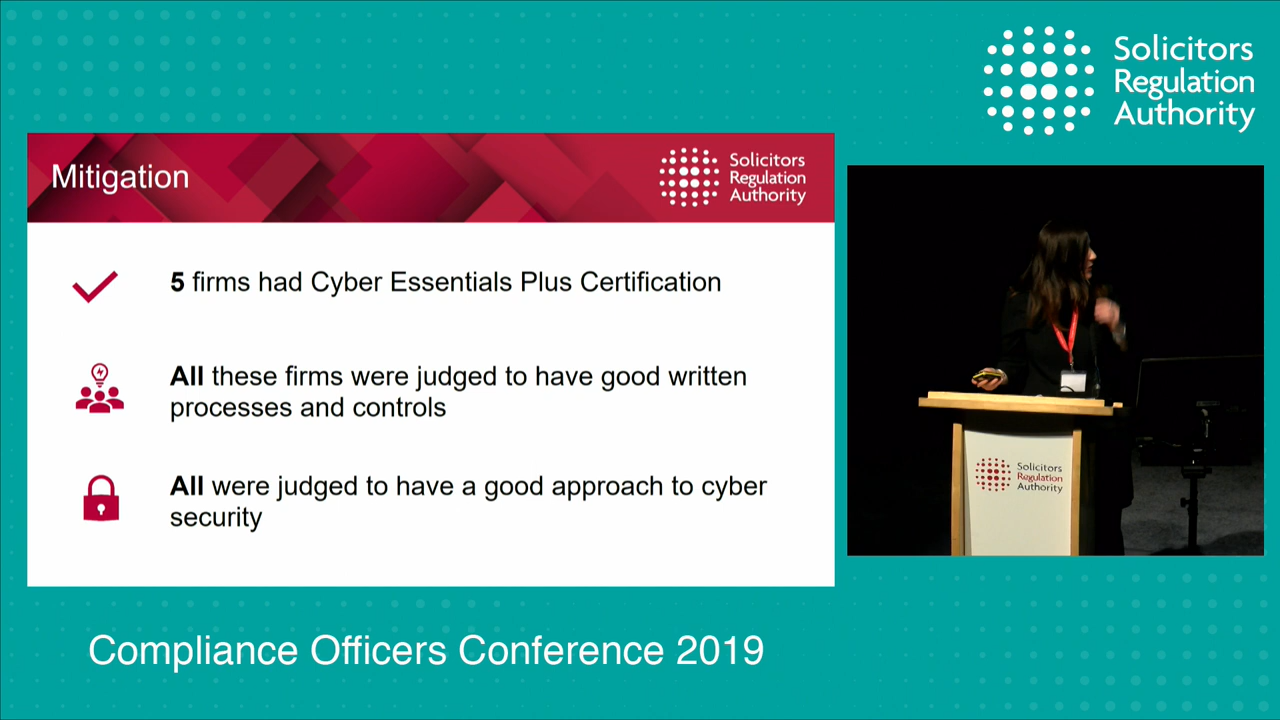 Solicitors
Regulation
Authority
Mitigation
Solicitors
Regulation
Authority
5 firms had Cyber Essentials Plus Certification
All these firms were judged to have good written
processes and controls
All were judged to have a good approach to cyber
security
Solicitors
Regulation
Authority
Compliance Officers Conference 2019